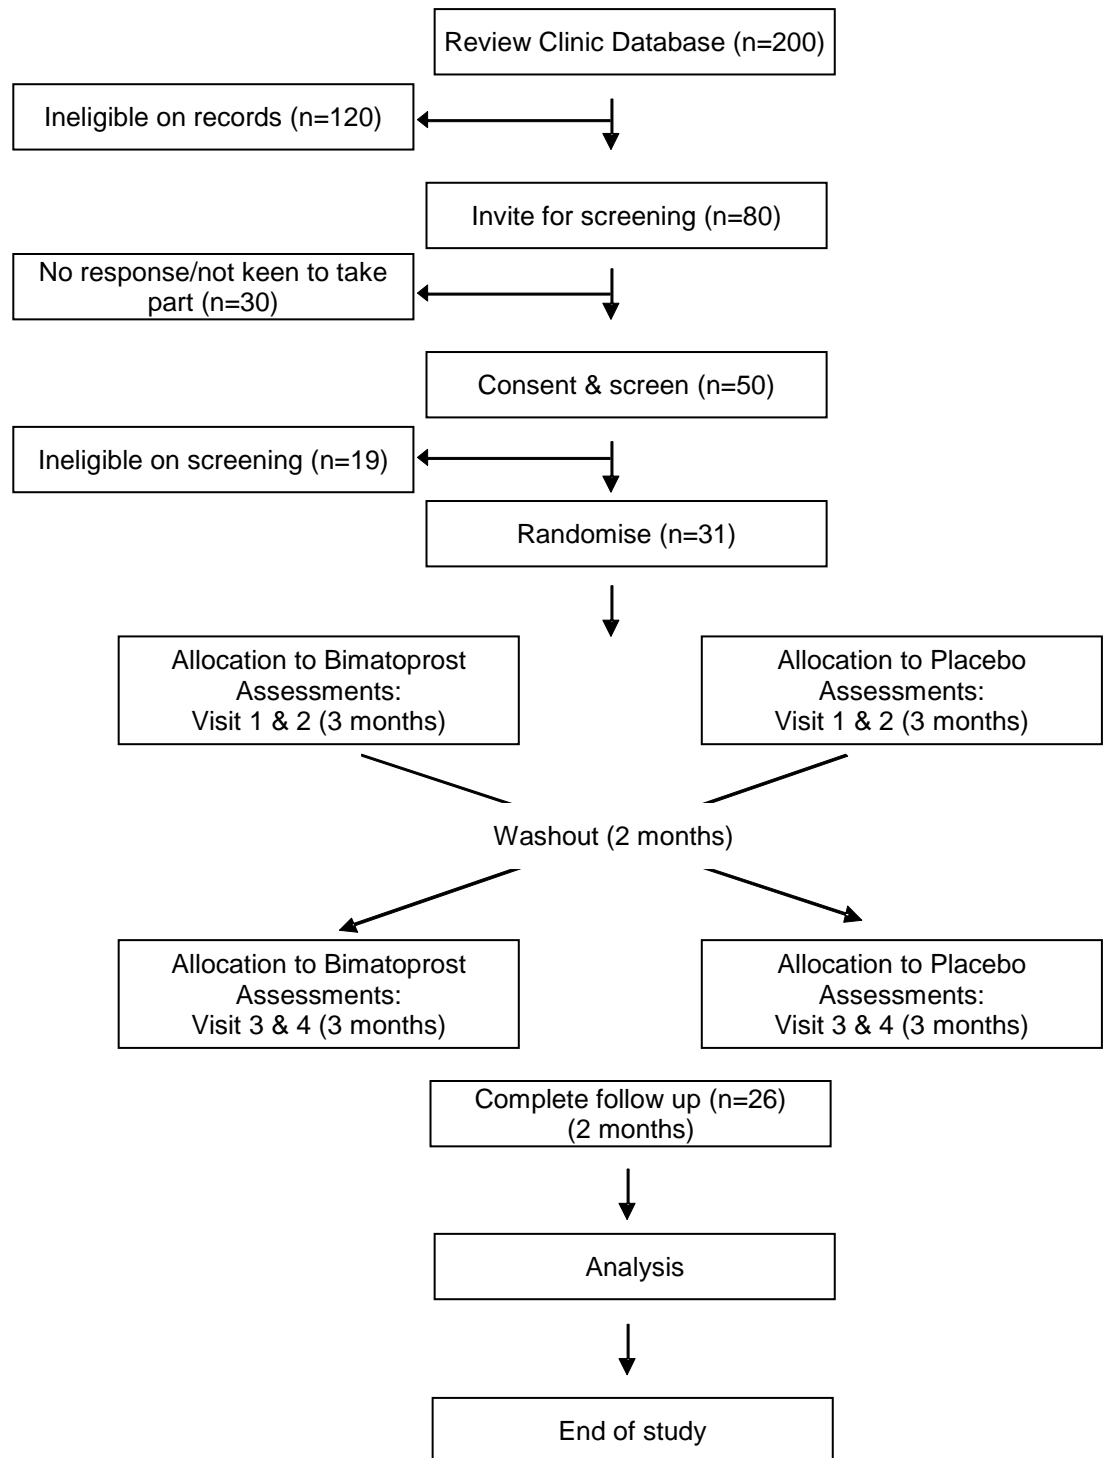 Review Clinic Database (n=200)
Ineligible on records (n=120)
Invite for screening (n=80)
No response/not keen to take
part (n=30)
Consent & screen (n=50)
Ineligible on screening (n=19)
Randomise (n=31)
Allocation to Bimatoprost
Assessments:
Visit 1 & 2 (3 months)
Allocation to Placebo
Assessments:
Visit 1 & 2 (3 months)
Washout (2 months)
Allocation to Bimatoprost
Assessments:
Visit 3 & 4 (3 months)
Allocation to Placebo
Assessments:
Visit 3 & 4 (3 months)
Complete follow up (n=26)
(2 months)
Analysis
End of study